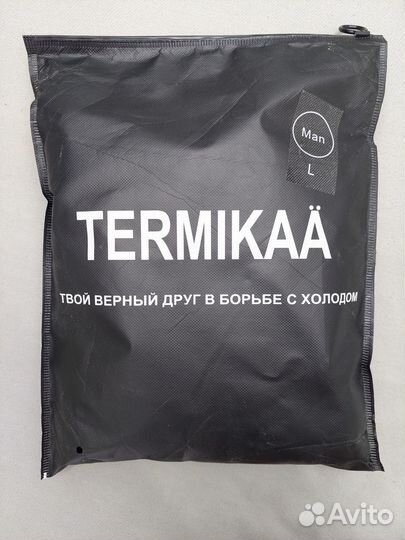 Man
L
TERMIKAÄ
ТВОЙ ВЕРНЫЙ ДРУГ В БОРЬБЕ С ХОЛОДОМ
Avito